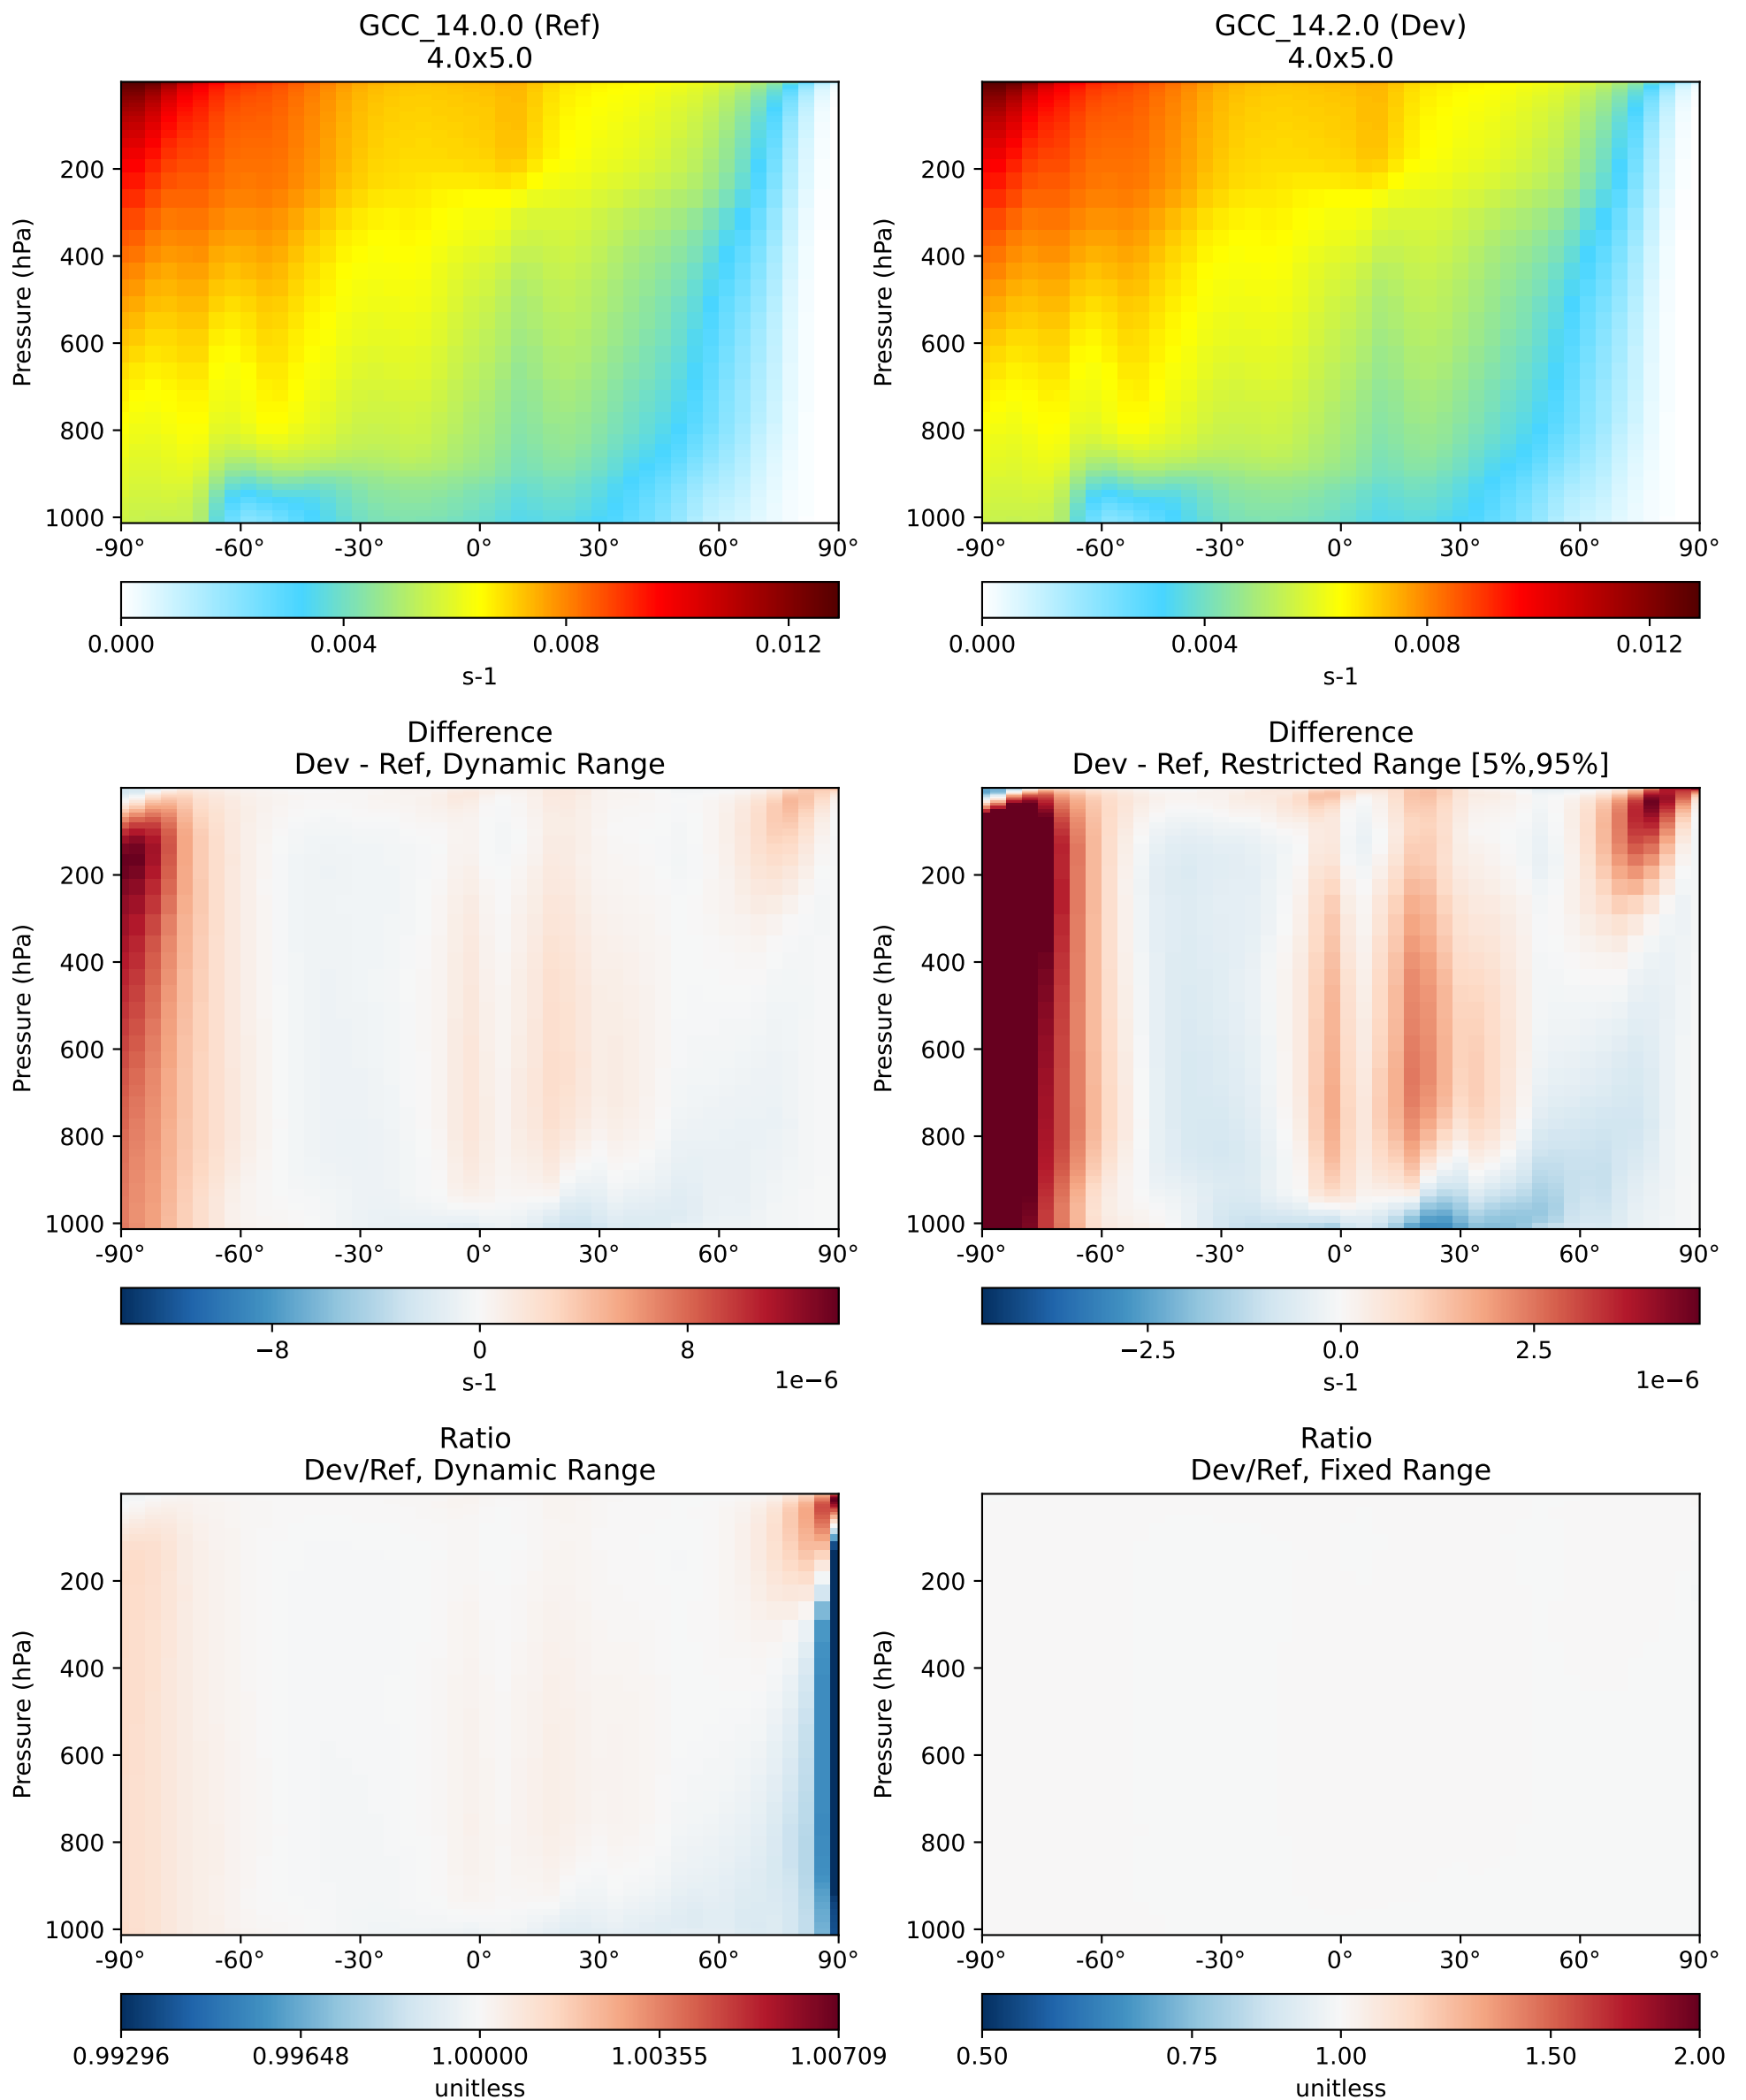 GCC_14.0.0 (Ref)
4.0x5.0
Pressure (hPa)
200
400
600
800
1000
-90° -60° -30° 0° 30° 60° 90°
0.000 0.004 0.008 0.012
s-1
GCC_14.2.0 (Dev)
4.0x5.0
Pressure (hPa)
200
400
600
800
1000
-90° -60° -30° 0° 30° 60° 90°
0.000 0.004 0.008 0.012
s-1
Difference
Dev - Ref, Dynamic Range
Pressure (hPa)
200
400
600
800
1000
-90° -60° -30° 0° 30° 60° 90°
−8 0 8
s-1 1e−6
Difference
Dev - Ref, Restricted Range [5%,95%]
Pressure (hPa)
200
400
600
800
1000
-90° -60° -30° 0° 30° 60° 90°
−2.5 0.0 2.5
s-1 1e−6
Ratio
Dev/Ref, Dynamic Range
Pressure (hPa)
200
400
600
800
1000
-90° -60° -30° 0° 30° 60° 90°
0.99296 0.99648 1.00000 1.00355 1.00709
unitless
Ratio
Dev/Ref, Fixed Range
Pressure (hPa)
200
400
600
800
1000
-90° -60° -30° 0° 30° 60° 90°
0.50 0.75 1.00 1.50 2.00
unitless